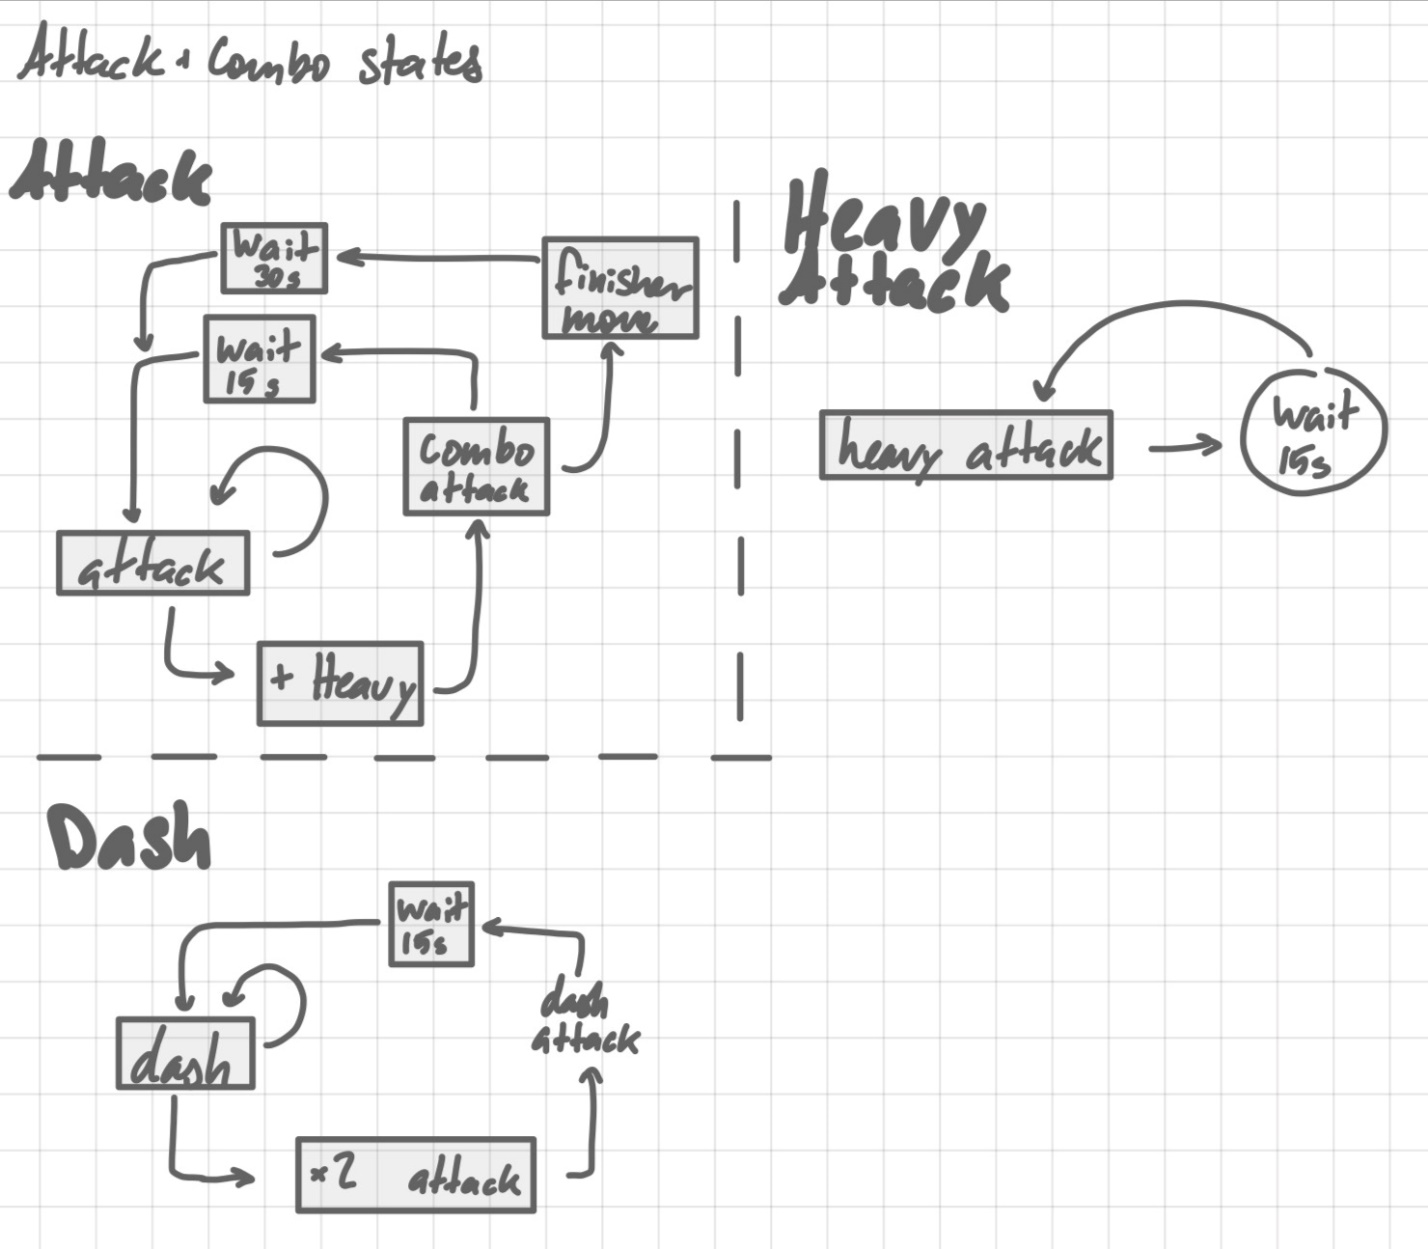 Attack + Combo states
Attack
Wait
30s
finisher
move
wait
15s
Combo
attack
attack
+ Heavy
Heavy
Attack
heavy attack
wait
15s
Dash
wait
15s
dash
attack
dash
×2 attack